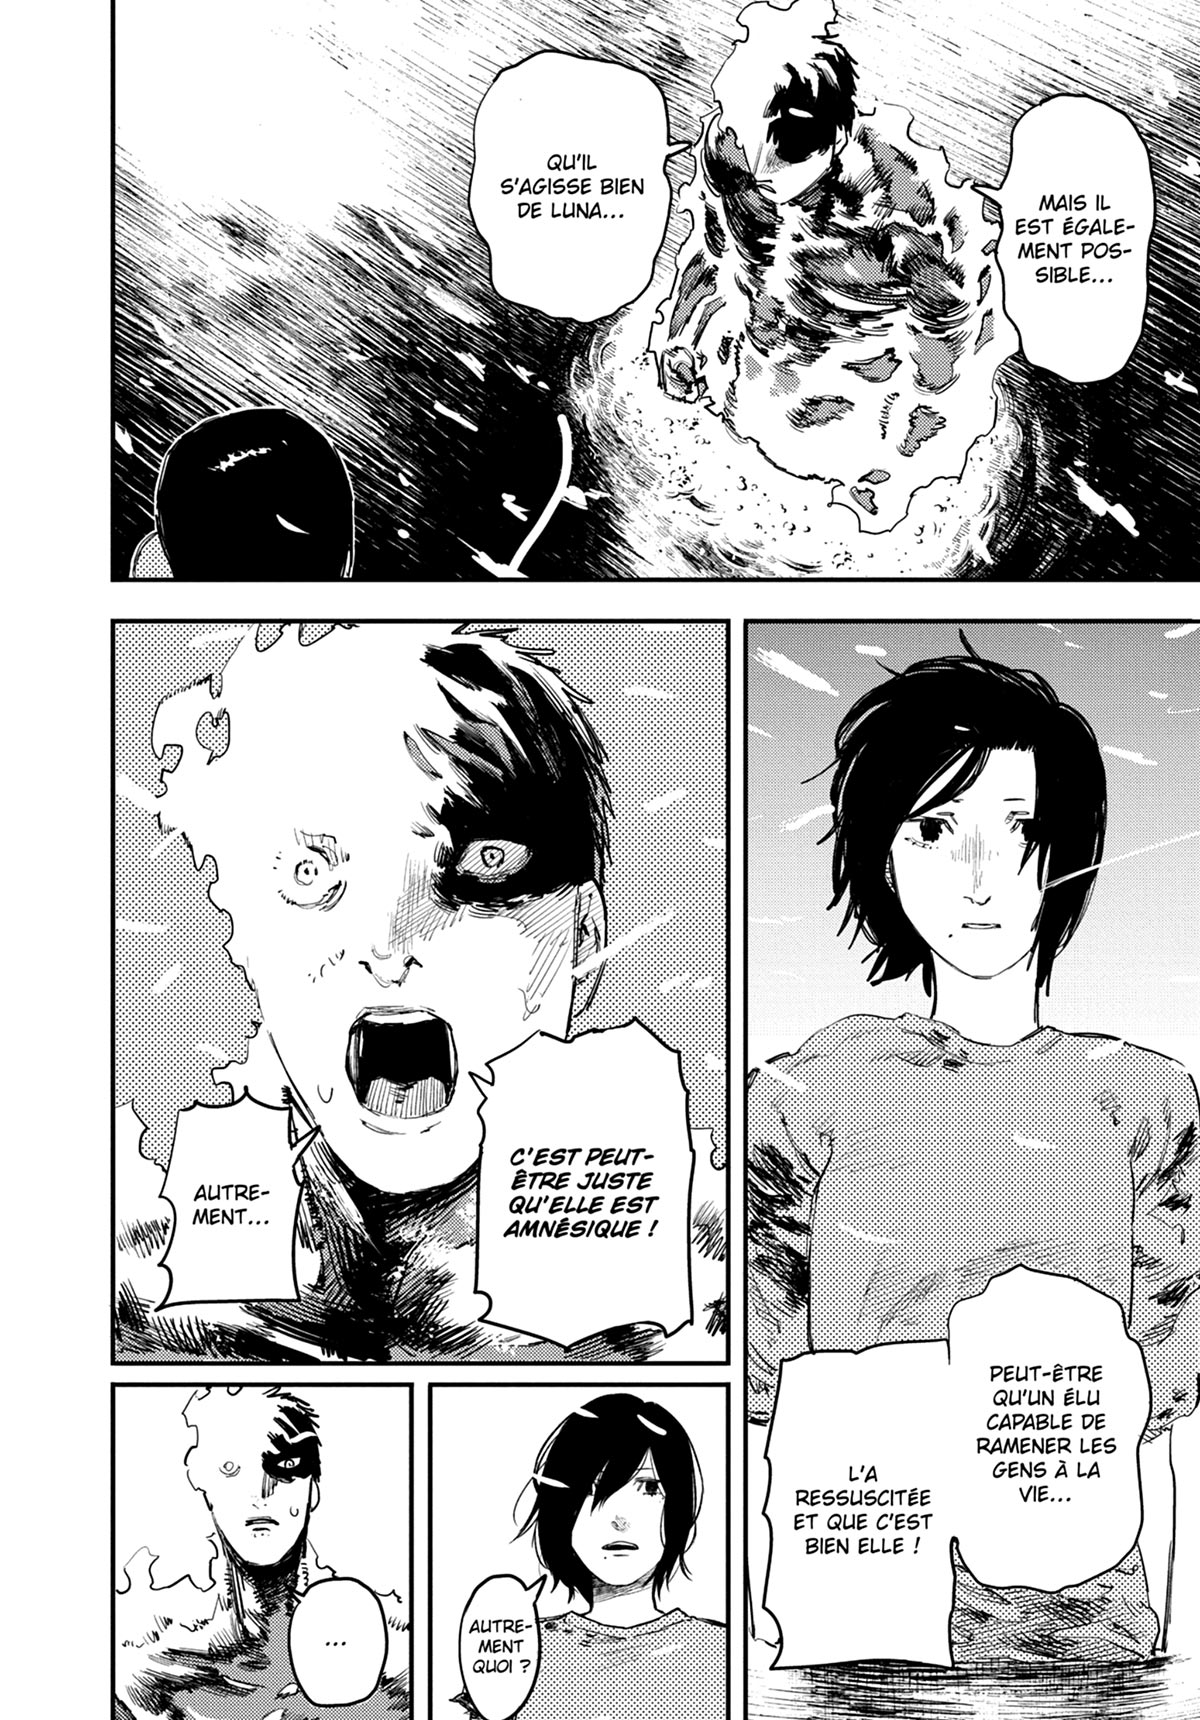 MAIS IL
EST ÉGALE-
MENT POS-
SIBLE...
QU'IL
S'AGISSE BIEN
DE LUNA...
PEUT-ÊTRE
QU'UN ÉLU
CAPABLE DE
RAMENER LES
GENS À LA
VIE...
L'A
RESSUSCITÉE
ET QUE C'EST
BIEN ELLE !
C'EST PEUT-
ÊTRE JUSTE
QU'ELLE EST
AMNÉSIQUE !
AUTRE-
MENT...
AUTRE-
MENT
QUOI ?
...